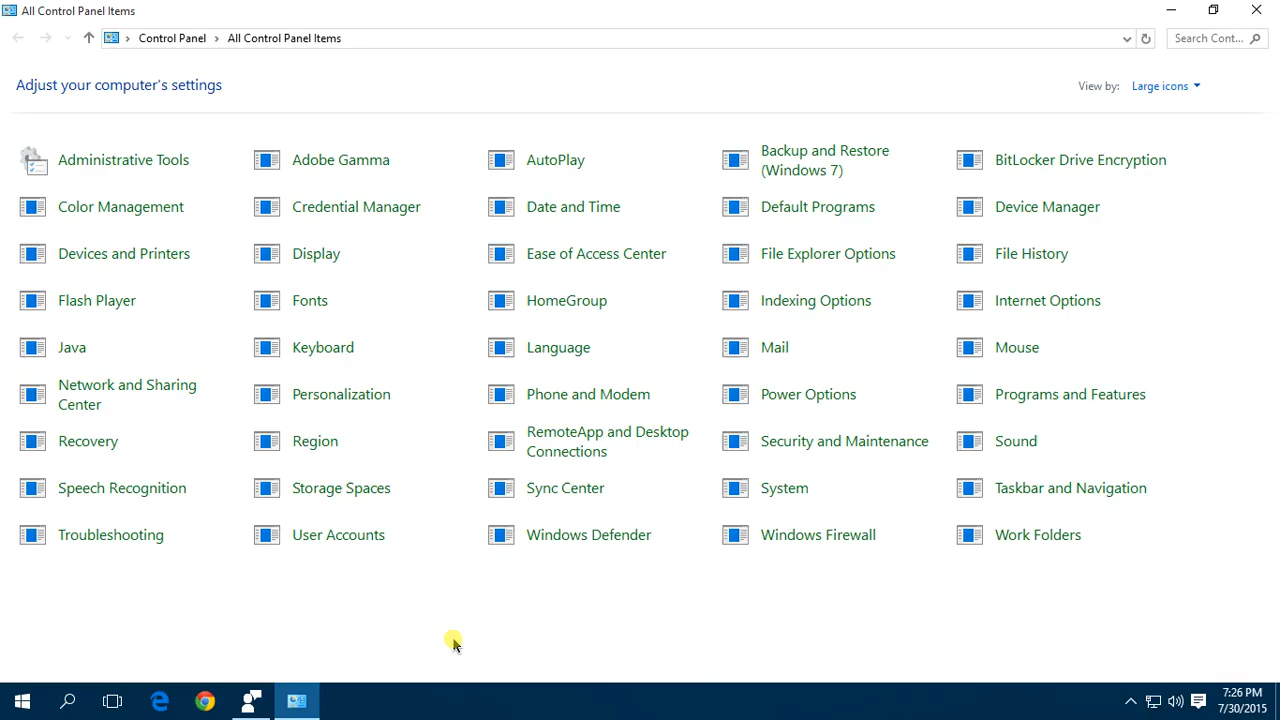 All Control Panel Items
Control Panel > All Control Panel Items
Search Cont...
Adjust your computer's settings
View by: Large icons
Administrative Tools
Adobe Gamma
AutoPlay
Backup and Restore
(Windows 7)
BitLocker Drive Encryption
Color Management
Credential Manager
Date and Time
Default Programs
Device Manager
Devices and Printers
Display
Ease of Access Center
File Explorer Options
File History
Flash Player
Fonts
HomeGroup
Indexing Options
Internet Options
Java
Keyboard
Language
Mail
Mouse
Network and Sharing
Center
Personalization
Phone and Modem
Power Options
Programs and Features
Recovery
Region
RemoteApp and Desktop
Connections
Security and Maintenance
Sound
Speech Recognition
Storage Spaces
Sync Center
System
Taskbar and Navigation
Troubleshooting
User Accounts
Windows Defender
Windows Firewall
Work Folders
7:26 PM
7/30/2015